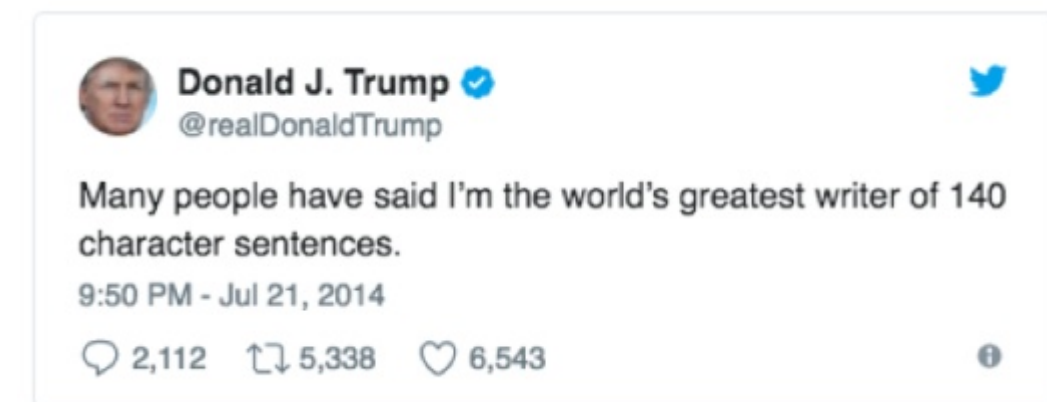 Donald J. Trump
@realDonaldTrump
Many people have said I'm the world's greatest writer of 140
character sentences.
9:50 PM - Jul 21, 2014
2,112 5,338 6,543